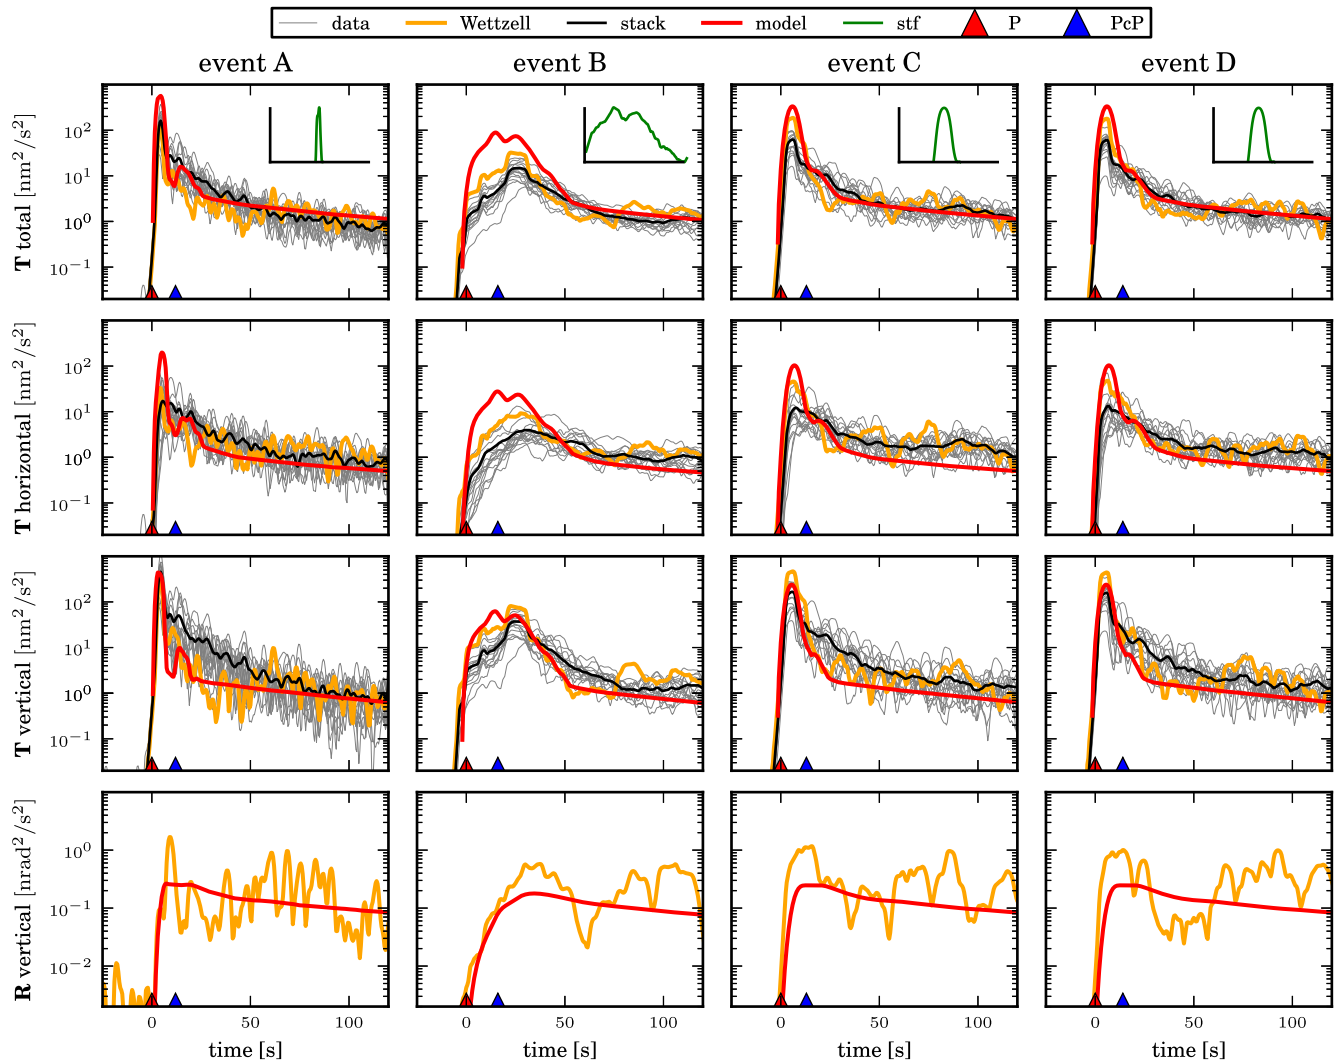 data Wettzell stack model stf P PcP
event A event B event C event D
T total [nm²/s²]
10² 10¹ 10⁰ 10⁻¹
T horizontal [nm²/s²]
10² 10¹ 10⁰ 10⁻¹
T vertical [nm²/s²]
10² 10¹ 10⁰ 10⁻¹
R vertical [nrad²/s²]
10⁰ 10⁻¹ 10⁻²
0 50 100 0 50 100 0 50 100 0 50 100
time [s] time [s] time [s] time [s]